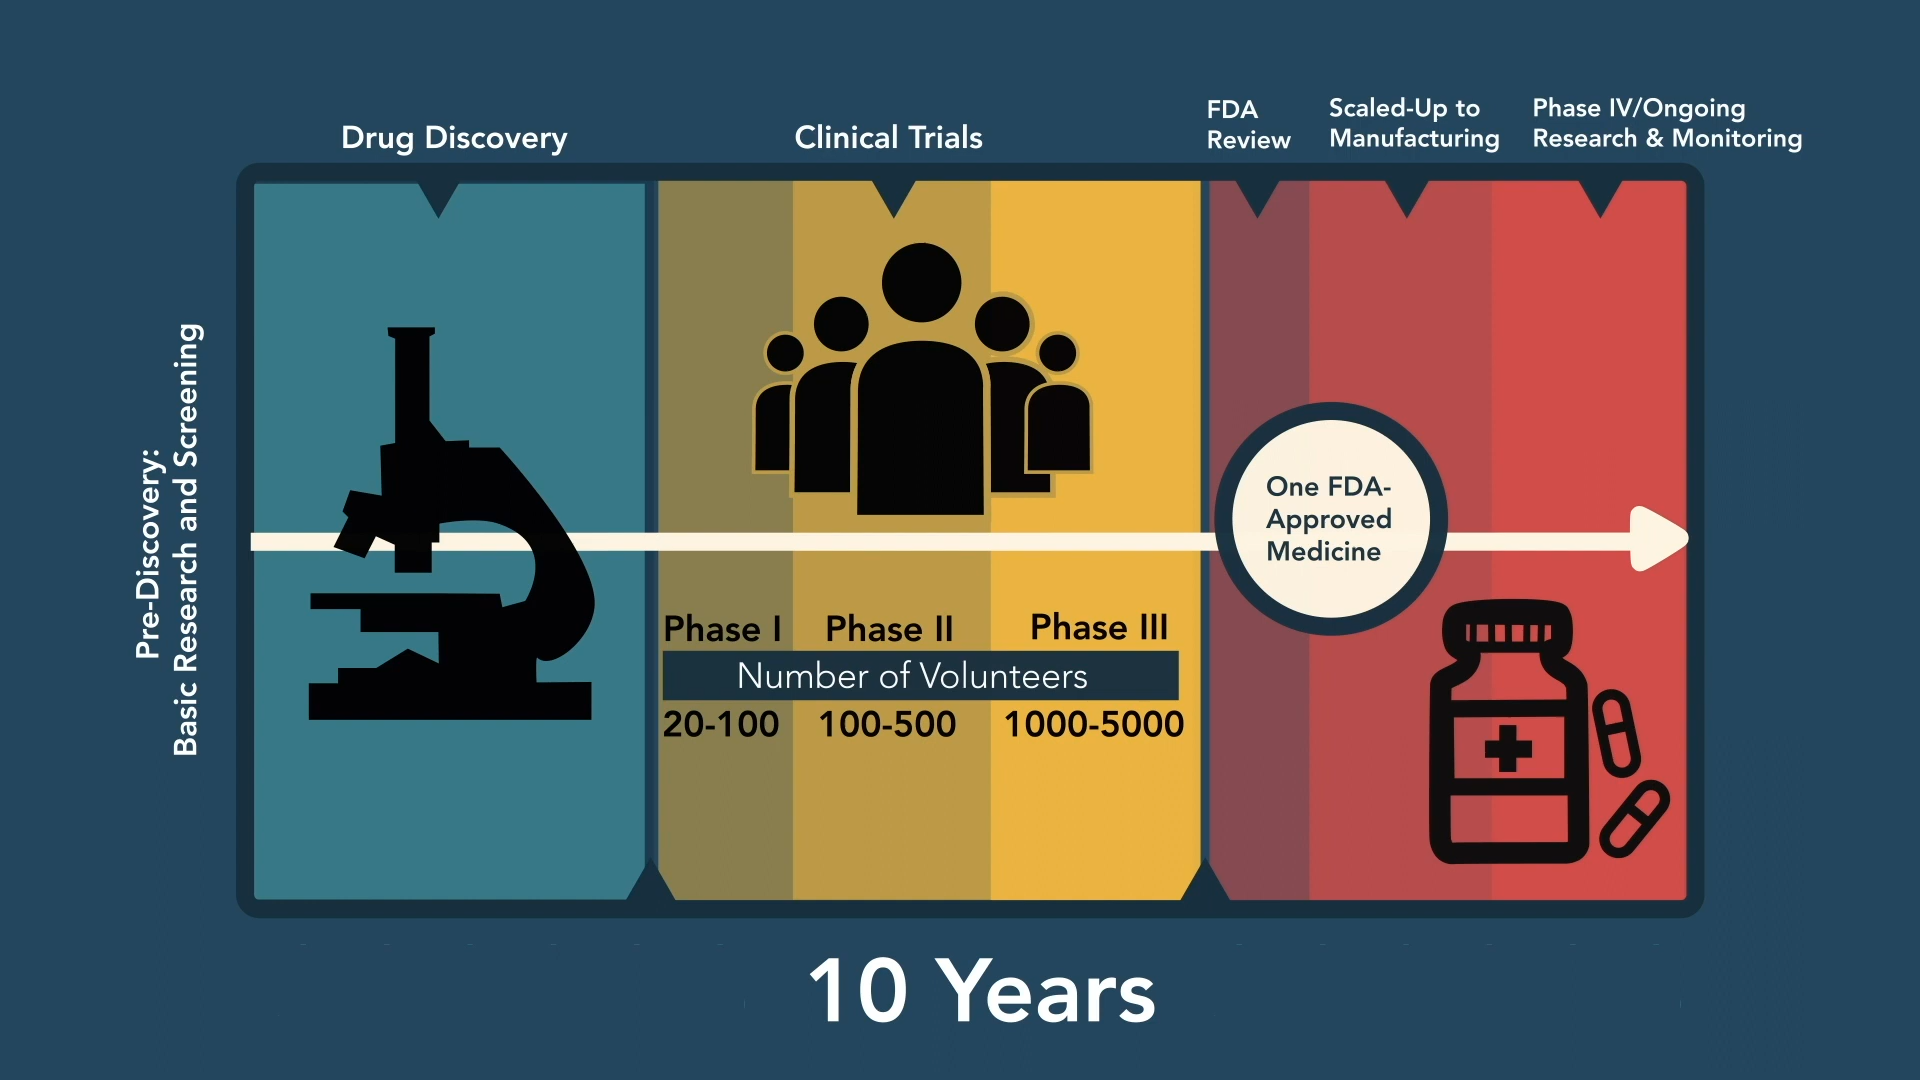 Drug Discovery
Clinical Trials
FDA
Review
Scaled-Up to
Manufacturing
Phase IV/Ongoing
Research & Monitoring
Pre-Discovery:
Basic Research and Screening
One FDA-
Approved
Medicine
Phase I
Phase II
Phase III
Number of Volunteers
20-100
100-500
1000-5000
10 Years